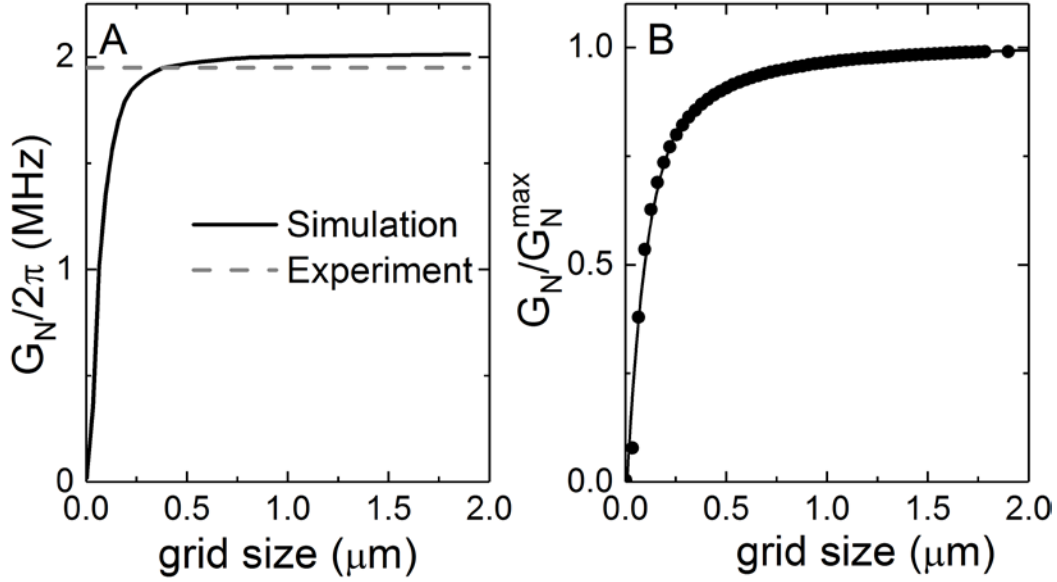 A
G_N/2π (MHz)
2
1
0
Simulation
Experiment
0.0 0.5 1.0 1.5 2.0
grid size (μm)
B
G_N/G_N^max
1.0
0.5
0.0
0.0 0.5 1.0 1.5 2.0
grid size (μm)